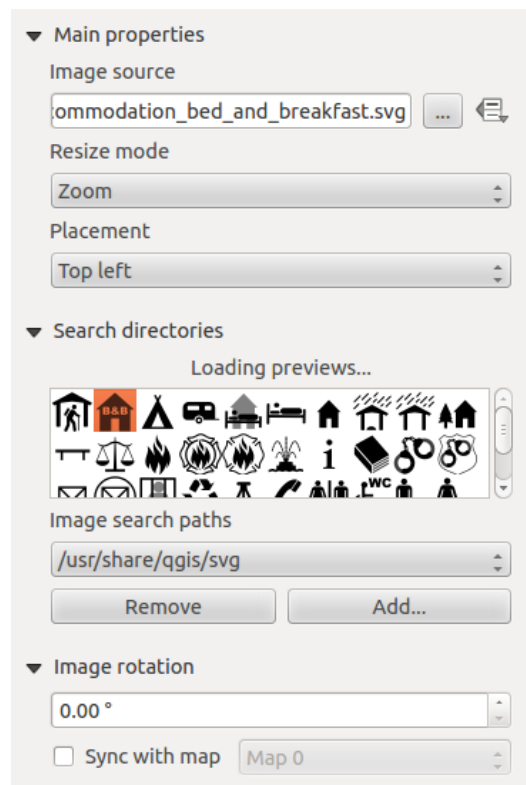 Main properties
Image source
ommodation_bed_and_breakfast.svg ...
Resize mode
Zoom
Placement
Top left
Search directories
Loading previews...
B&B
i
WC
Image search paths
/usr/share/qgis/svg
Remove Add...
Image rotation
0.00 °
Sync with map Map 0